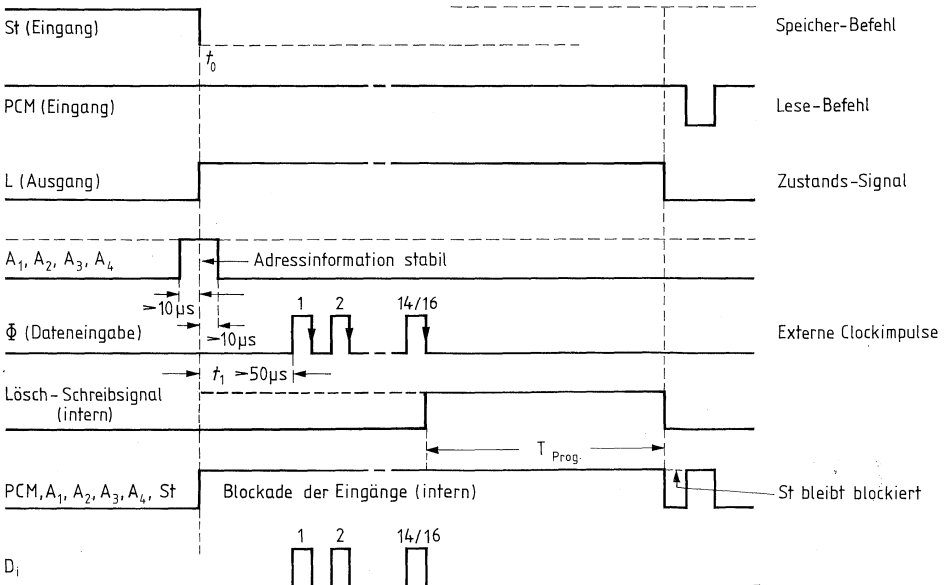 St (Eingang)
Speicher-Befehl
t₀
PCM (Eingang)
Lese-Befehl
L (Ausgang)
Zustands-Signal
A₁, A₂, A₃, A₄
Adressinformation stabil
>10µs
1 2 14/16
Φ (Dateneingabe)
>10µs
Externe Clockimpulse
t₁ >50µs
Lösch-Schreibsignal
(intern)
T Prog.
PCM, A₁, A₂, A₃, A₄, St
Blockade der Eingänge (intern)
St bleibt blockiert
1 2 14/16
Dᵢ